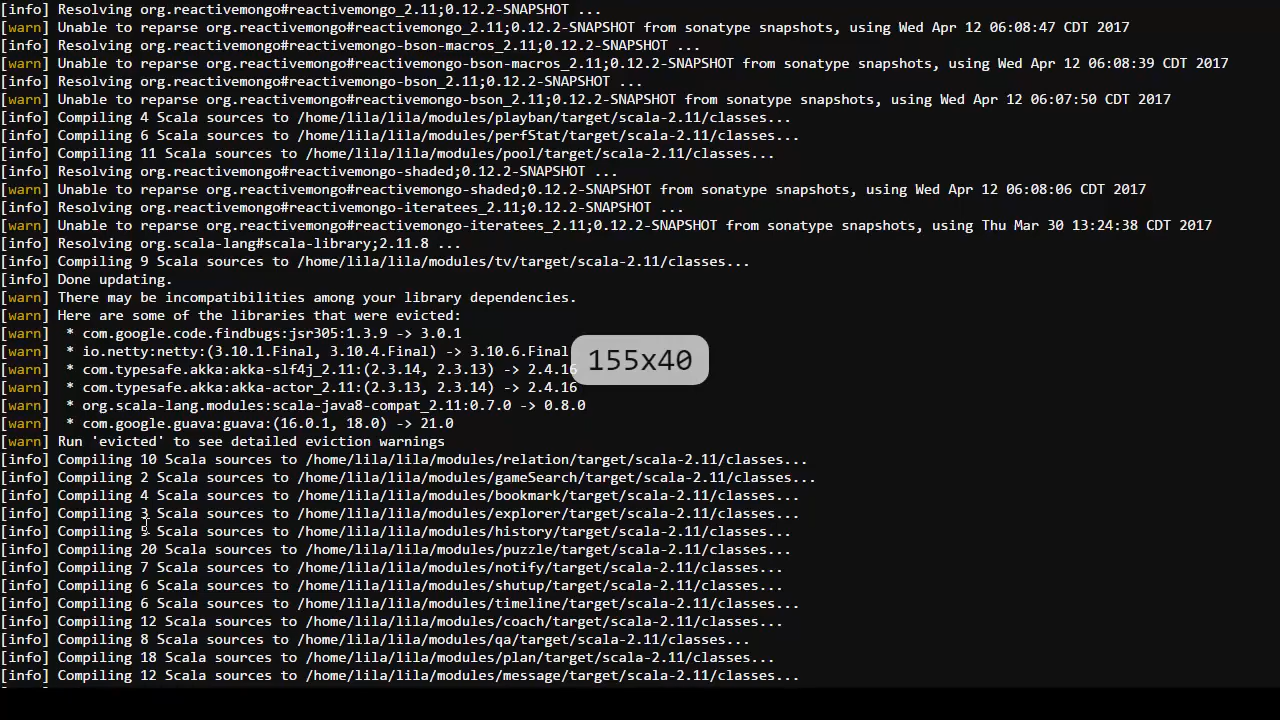 [info] Resolving org.reactivemongo#reactivemongo_2.11;0.12.2-SNAPSHOT ...
[warn] Unable to reparse org.reactivemongo#reactivemongo_2.11;0.12.2-SNAPSHOT from sonatype snapshots, using Wed Apr 12 06:08:47 CDT 2017
[info] Resolving org.reactivemongo#reactivemongo-bson-macros_2.11;0.12.2-SNAPSHOT ...
[warn] Unable to reparse org.reactivemongo#reactivemongo-bson-macros_2.11;0.12.2-SNAPSHOT from sonatype snapshots, using Wed Apr 12 06:08:39 CDT 2017
[info] Resolving org.reactivemongo#reactivemongo-bson_2.11;0.12.2-SNAPSHOT ...
[warn] Unable to reparse org.reactivemongo#reactivemongo-bson_2.11;0.12.2-SNAPSHOT from sonatype snapshots, using Wed Apr 12 06:07:50 CDT 2017
[info] Compiling 4 Scala sources to /home/lila/lila/modules/playban/target/scala-2.11/classes...
[info] Compiling 6 Scala sources to /home/lila/lila/modules/perfStat/target/scala-2.11/classes...
[info] Compiling 11 Scala sources to /home/lila/lila/modules/pool/target/scala-2.11/classes...
[info] Resolving org.reactivemongo#reactivemongo-shaded;0.12.2-SNAPSHOT ...
[warn] Unable to reparse org.reactivemongo#reactivemongo-shaded;0.12.2-SNAPSHOT from sonatype snapshots, using Wed Apr 12 06:08:06 CDT 2017
[info] Resolving org.reactivemongo#reactivemongo-iteratees_2.11;0.12.2-SNAPSHOT ...
[warn] Unable to reparse org.reactivemongo#reactivemongo-iteratees_2.11;0.12.2-SNAPSHOT from sonatype snapshots, using Thu Mar 30 13:24:38 CDT 2017
[info] Resolving org.scala-lang#scala-library;2.11.8 ...
[info] Compiling 9 Scala sources to /home/lila/lila/modules/tv/target/scala-2.11/classes...
[info] Done updating.
[warn] There may be incompatibilities among your library dependencies.
[warn] Here are some of the libraries that were evicted:
[warn]  * com.google.code.findbugs:jsr305:1.3.9 -> 3.0.1
[warn]  * io.netty:netty:(3.10.1.Final, 3.10.4.Final) -> 3.10.6.Final
155x40
[warn]  * com.typesafe.akka:akka-slf4j_2.11:(2.3.14, 2.3.13) -> 2.4.16
[warn]  * com.typesafe.akka:akka-actor_2.11:(2.3.13, 2.3.14) -> 2.4.16
[warn]  * org.scala-lang.modules:scala-java8-compat_2.11:0.7.0 -> 0.8.0
[warn]  * com.google.guava:guava:(16.0.1, 18.0) -> 21.0
[warn] Run 'evicted' to see detailed eviction warnings
[info] Compiling 10 Scala sources to /home/lila/lila/modules/relation/target/scala-2.11/classes...
[info] Compiling 2 Scala sources to /home/lila/lila/modules/gameSearch/target/scala-2.11/classes...
[info] Compiling 4 Scala sources to /home/lila/lila/modules/bookmark/target/scala-2.11/classes...
[info] Compiling 3 Scala sources to /home/lila/lila/modules/explorer/target/scala-2.11/classes...
[info] Compiling 5 Scala sources to /home/lila/lila/modules/history/target/scala-2.11/classes...
[info] Compiling 20 Scala sources to /home/lila/lila/modules/puzzle/target/scala-2.11/classes...
[info] Compiling 7 Scala sources to /home/lila/lila/modules/notify/target/scala-2.11/classes...
[info] Compiling 6 Scala sources to /home/lila/lila/modules/shutup/target/scala-2.11/classes...
[info] Compiling 6 Scala sources to /home/lila/lila/modules/timeline/target/scala-2.11/classes...
[info] Compiling 12 Scala sources to /home/lila/lila/modules/coach/target/scala-2.11/classes...
[info] Compiling 8 Scala sources to /home/lila/lila/modules/qa/target/scala-2.11/classes...
[info] Compiling 18 Scala sources to /home/lila/lila/modules/plan/target/scala-2.11/classes...
[info] Compiling 12 Scala sources to /home/lila/lila/modules/message/target/scala-2.11/classes...